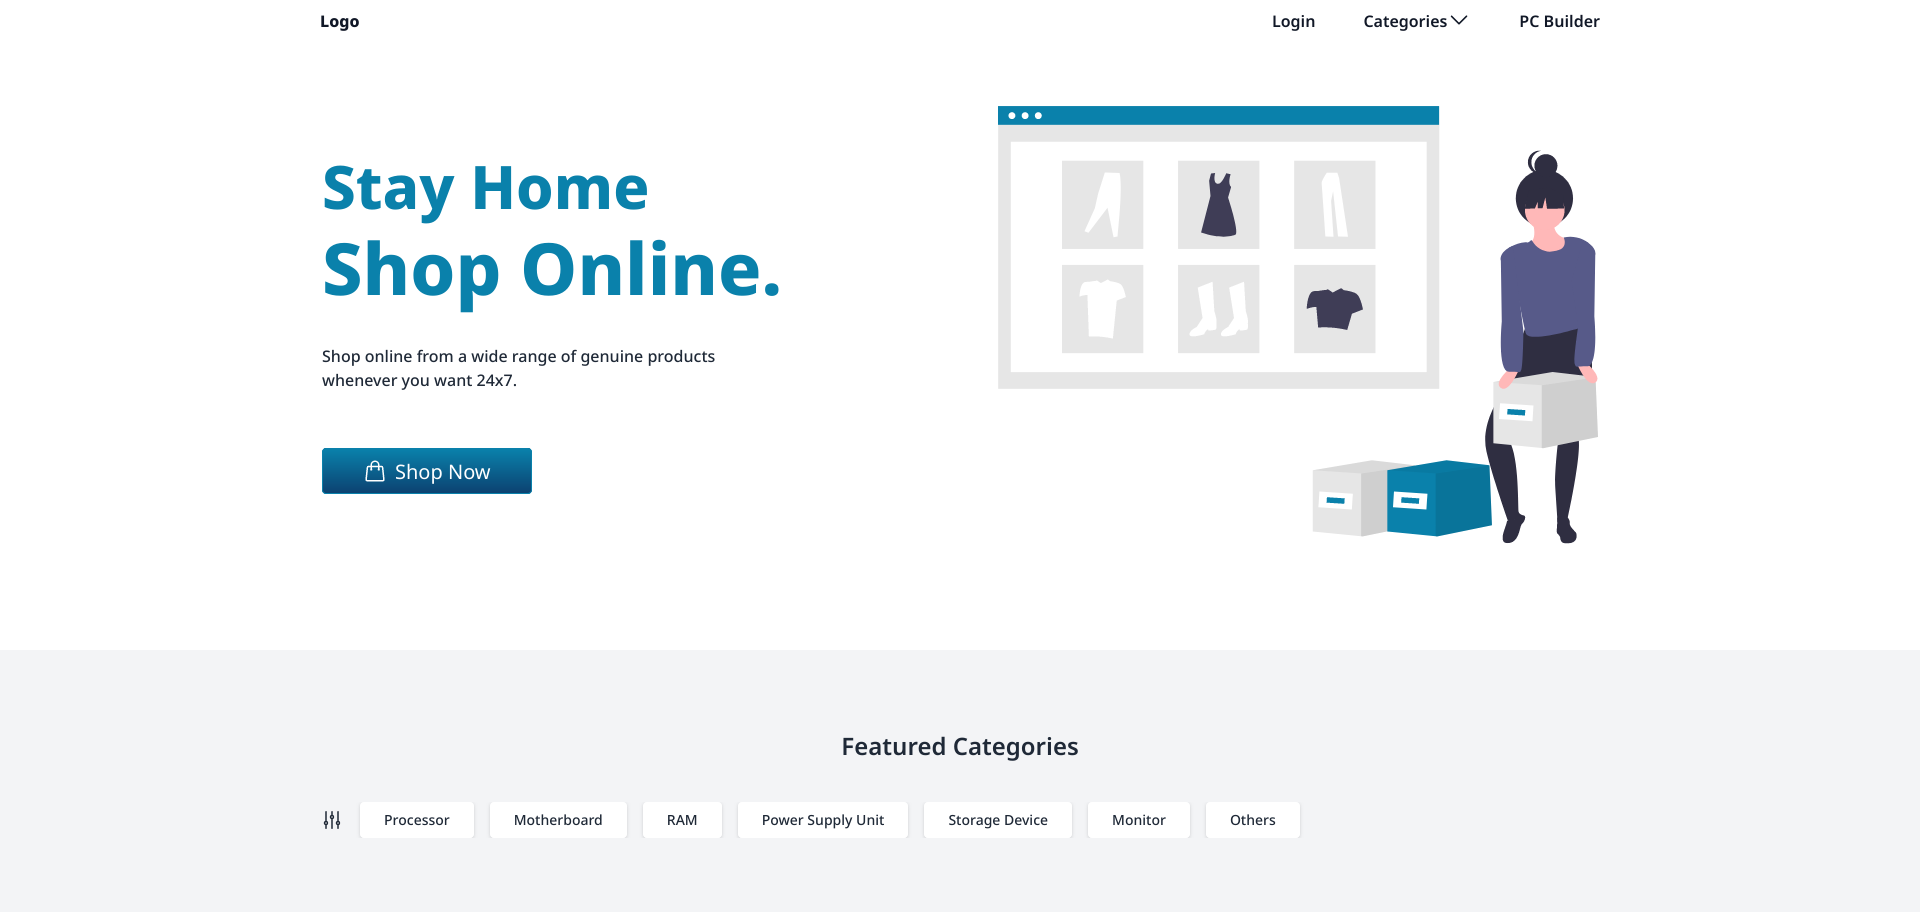 Logo
Login
Categories
PC Builder
Stay Home
Shop Online.
Shop online from a wide range of genuine products
whenever you want 24x7.
Shop Now
Featured Categories
Processor
Motherboard
RAM
Power Supply Unit
Storage Device
Monitor
Others